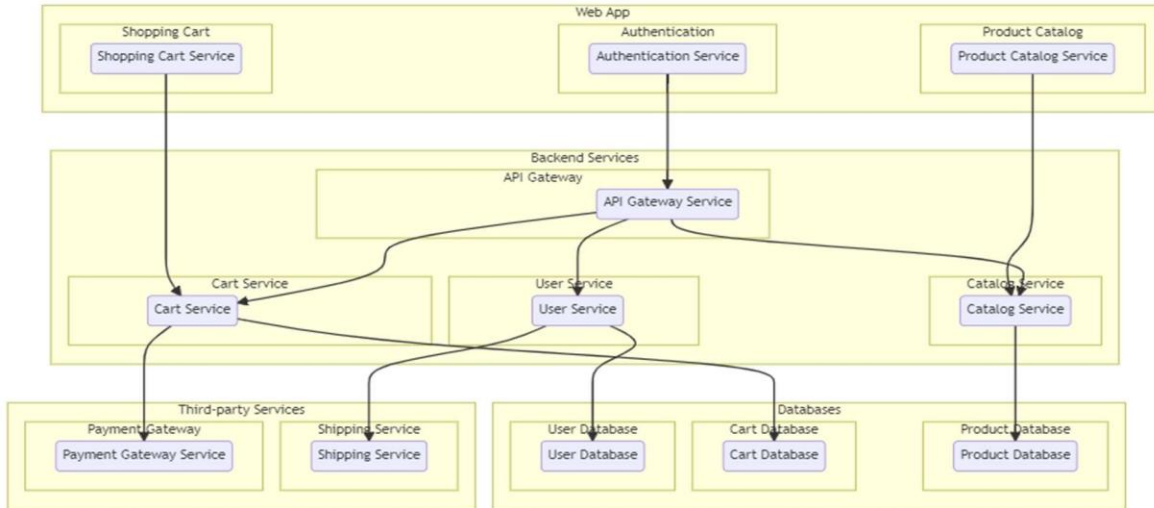 Web App
Shopping Cart
Authentication
Product Catalog
Shopping Cart Service
Authentication Service
Product Catalog Service
Backend Services
API Gateway
API Gateway Service
Cart Service
User Service
Catalog Service
Cart Service
User Service
Catalog Service
Third-party Services
Databases
Payment Gateway
Shipping Service
User Database
Cart Database
Product Database
Payment Gateway Service
Shipping Service
User Database
Cart Database
Product Database